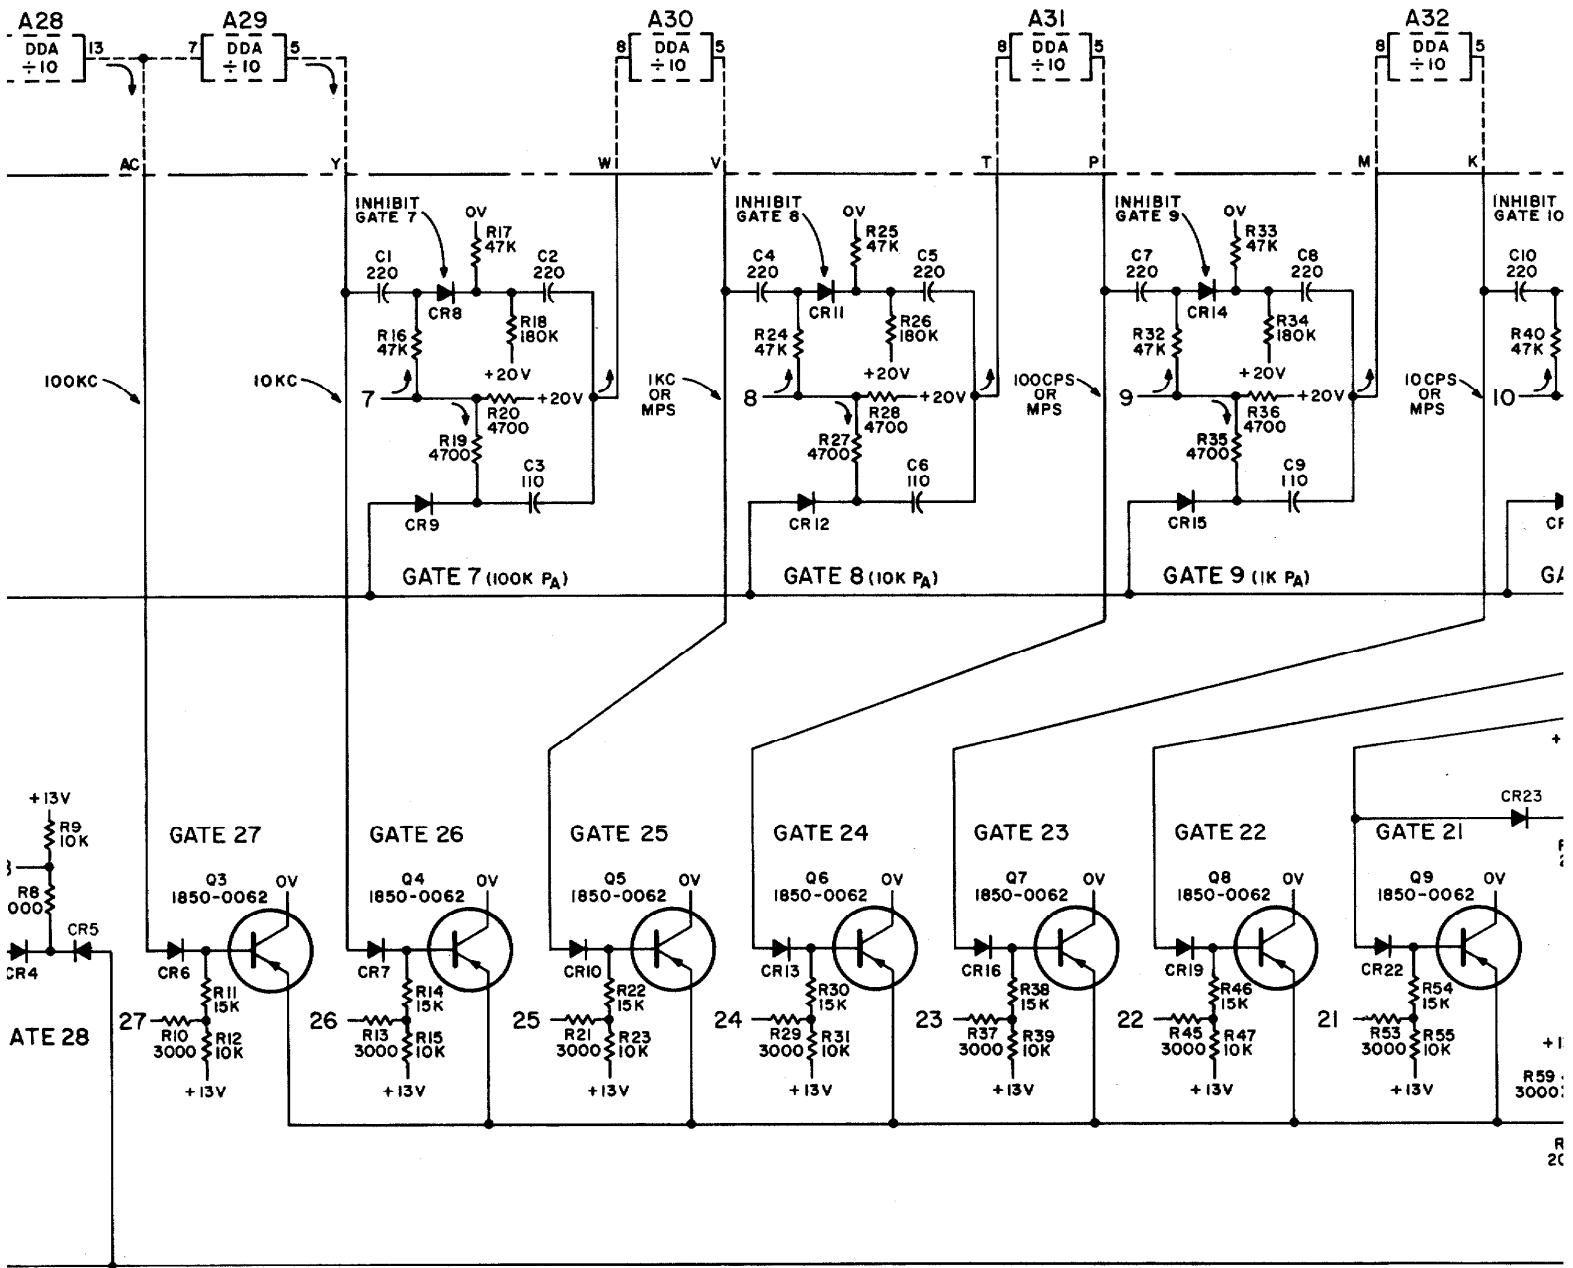 A28
A29
A30
A31
A32
13
DDA
÷10
7
DDA
÷10
5
8
DDA
÷10
5
8
DDA
÷10
5
8
DDA
÷10
5
AC
Y
W
V
T
P
M
K
INHIBIT
GATE 7
0V
R17
47K
C1
220
C2
220
CR8
R16
47K
R18
180K
+20V
7
R20
4700
+20V
R19
4700
C3
110
CR9
GATE 7 (100K PA)
INHIBIT
GATE 8
0V
R25
47K
C4
220
C5
220
CR11
R24
47K
R26
180K
+20V
8
R28
4700
+20V
R27
4700
C6
110
CR12
GATE 8 (10K PA)
INHIBIT
GATE 9
0V
R33
47K
C7
220
C8
220
CR14
R32
47K
R34
180K
+20V
9
R36
4700
+20V
R35
4700
C9
110
CR15
GATE 9 (1K PA)
INHIBIT
GATE 10
C10
220
R40
47K
10
100KC
10KC
1KC
OR
MPS
100CPS
OR
MPS
10CPS
OR
MPS
+13V
R9
10K
R8
000
CR5
CR4
ATE 28
GATE 27
Q3
1850-0062
0V
CR6
R11
15K
27
R10
3000
R12
10K
+13V
GATE 26
Q4
1850-0062
0V
CR7
R14
15K
26
R13
3000
R15
10K
+13V
GATE 25
Q5
1850-0062
0V
CR10
R22
15K
25
R21
3000
R23
10K
+13V
GATE 24
Q6
1850-0062
0V
CR13
R30
15K
24
R29
3000
R31
10K
+13V
GATE 23
Q7
1850-0062
0V
CR16
R38
15K
23
R37
3000
R39
10K
+13V
GATE 22
Q8
1850-0062
0V
CR19
R46
15K
22
R45
3000
R47
10K
+13V
CR23
GATE 21
Q9
1850-0062
0V
CR22
R54
15K
21
R53
3000
R55
10K
+13V
R59
3000